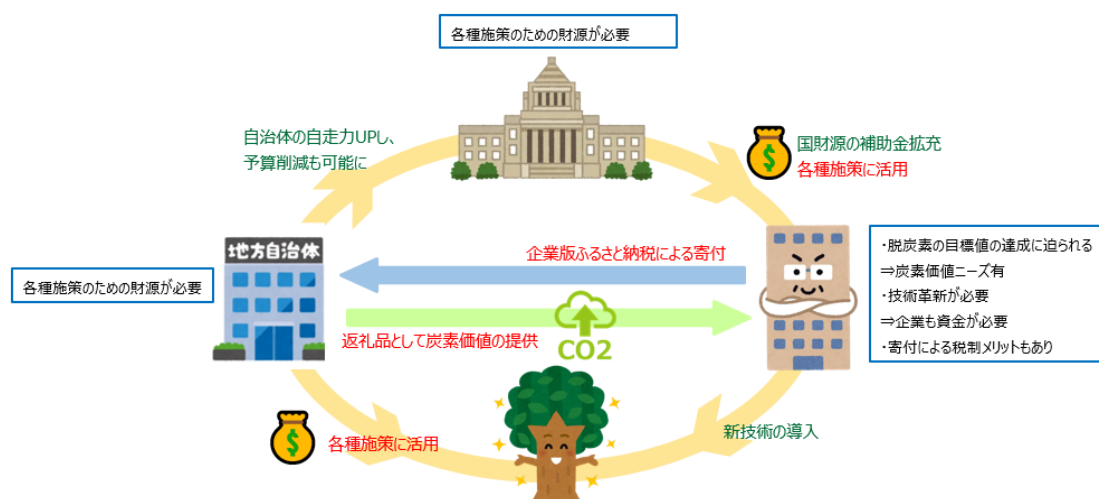 各種施策のための財源が必要
自治体の自走力UPし、
予算削減も可能に
国財源の補助金拡充
各種施策に活用
地方自治体
企業版ふるさと納税による寄付
・脱炭素の目標値の達成に迫られる
⇒炭素価値ニーズ有
・技術革新が必要
⇒企業も資金が必要
・寄付による税制メリットもあり
各種施策のための財源が必要
返礼品として炭素価値の提供
CO2
各種施策に活用
新技術の導入